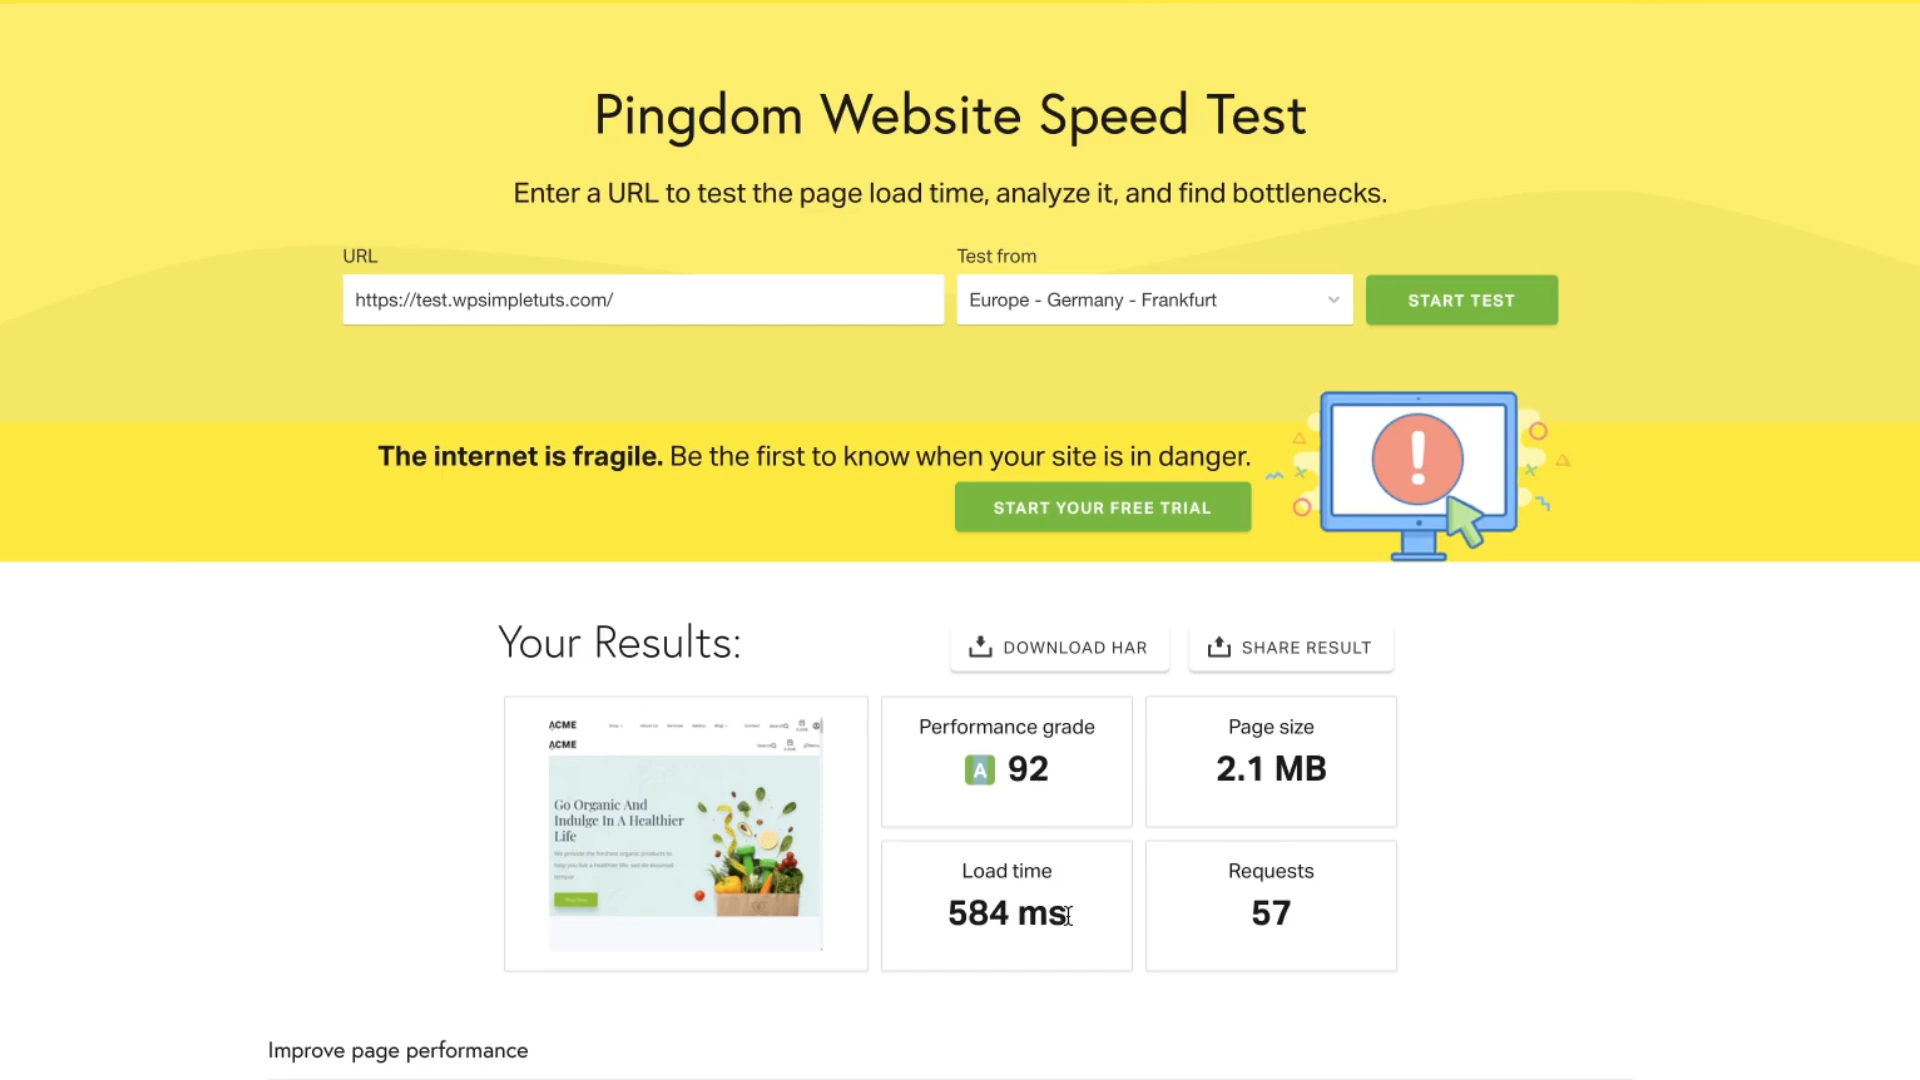 Pingdom Website Speed Test
Enter a URL to test the page load time, analyze it, and find bottlenecks.
URL
Test from
https://test.wpsimpletuts.com/
Europe - Germany - Frankfurt
START TEST
The internet is fragile. Be the first to know when your site is in danger.
START YOUR FREE TRIAL
Your Results:
DOWNLOAD HAR
SHARE RESULT
ACME
ACME
Go Organic And
Indulge In A Healthier
Life
Performance grade
A 92
Page size
2.1 MB
Load time
584 ms
Requests
57
Improve page performance